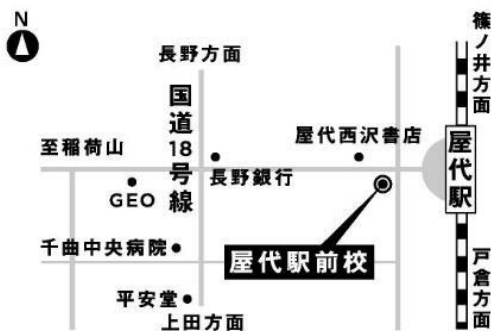 N
長野方面
篠ノ井方面
国道18号線
屋代西沢書店
至稲荷山
長野銀行
屋代駅
GEO
千曲中央病院
屋代駅前校
平安堂
上田方面
戸倉方面